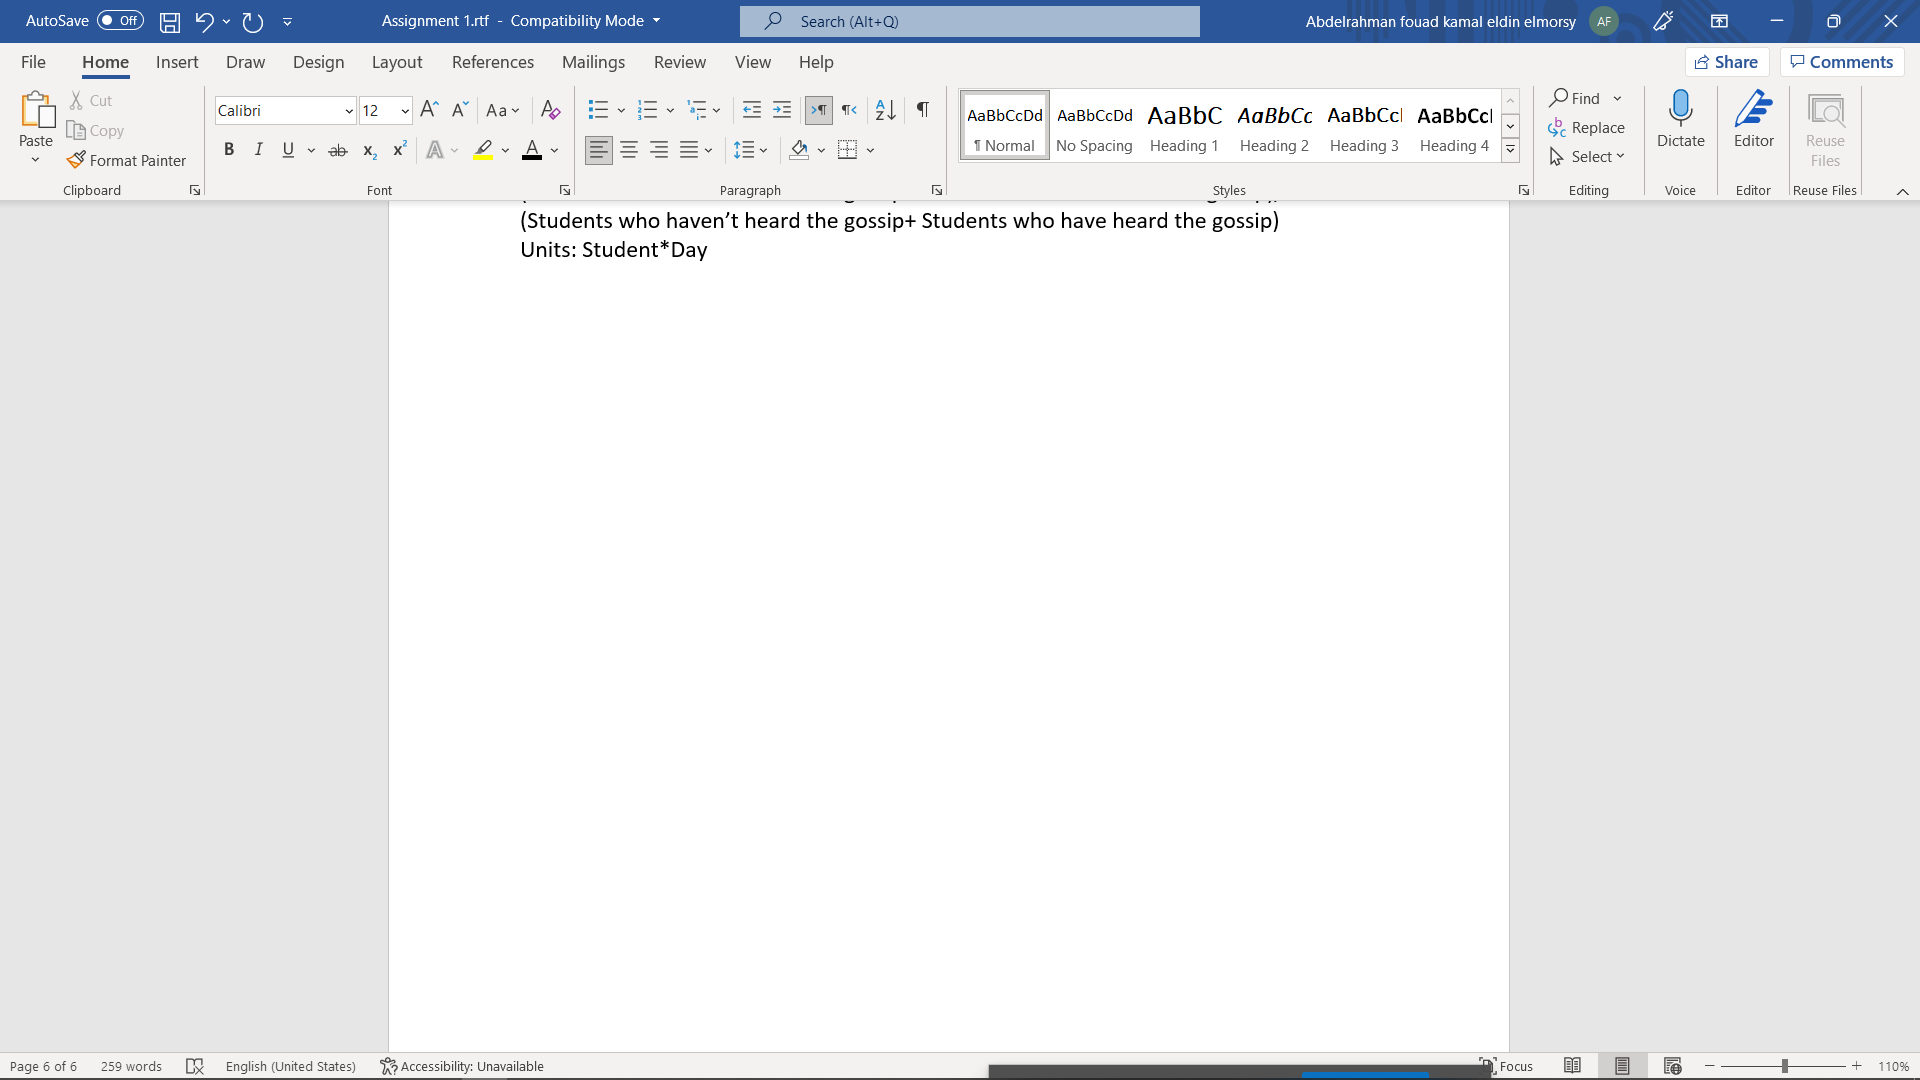 AutoSave Off Assignment 1.rtf - Compatibility Mode Search (Alt+Q) Abdelrahman fouad kamal eldin elmorsy AF
File Home Insert Draw Design Layout References Mailings Review View Help Share Comments
Paste Cut Copy Format Painter
Clipboard
Calibri 12 Aa
B I U ab x2 x2 A A
Font
Paragraph
AaBbCcDd AaBbCcDd AaBbC AaBbCc AaBbCcI AaBbCcI
¶ Normal No Spacing Heading 1 Heading 2 Heading 3 Heading 4
Styles
Find
Replace
Select
Editing
Dictate
Voice
Editor
Editor
Reuse Files
Reuse Files
(Students who haven’t heard the gossip+ Students who have heard the gossip)
Units: Student*Day
Page 6 of 6 259 words English (United States) Accessibility: Unavailable Focus 110%